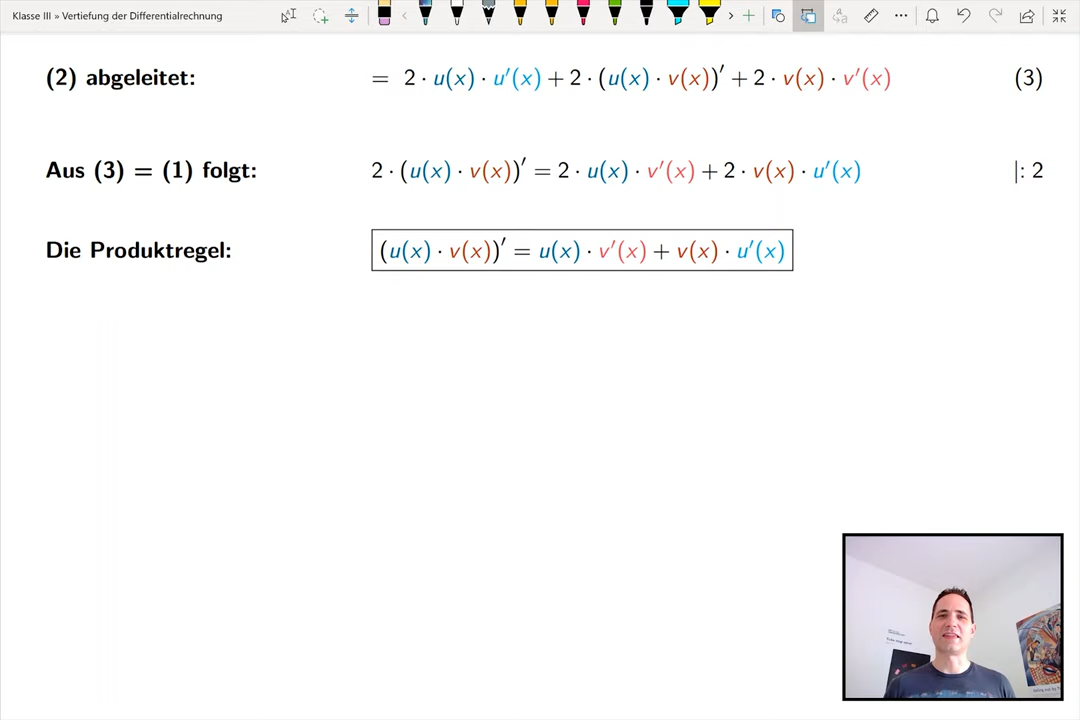 Klasse III » Vertiefung der Differentialrechnung
(2) abgeleitet: = 2 · u(x) · u′(x) + 2 · (u(x) · v(x))′ + 2 · v(x) · v′(x) (3)
Aus (3) = (1) folgt: 2 · (u(x) · v(x))′ = 2 · u(x) · v′(x) + 2 · v(x) · u′(x) |: 2
Die Produktregel: (u(x) · v(x))′ = u(x) · v′(x) + v(x) · u′(x)